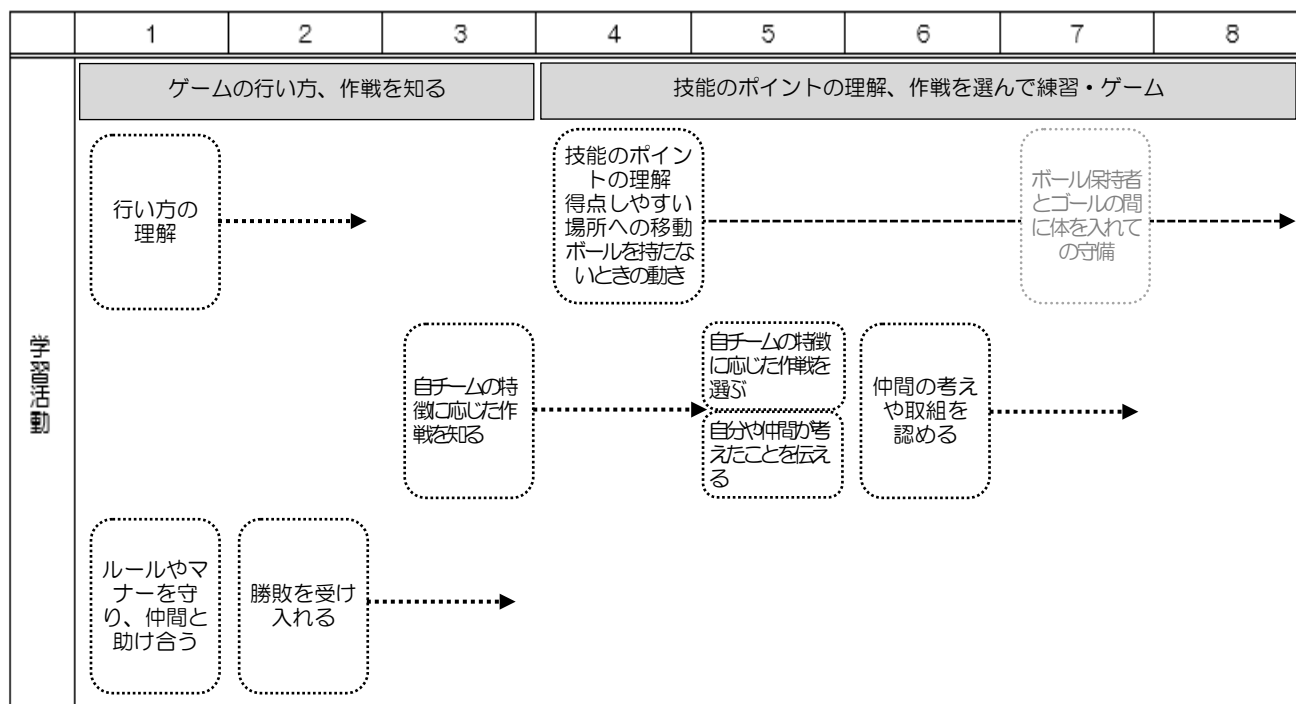 1 2 3 4 5 6 7 8
ゲームの行い方、作戦を知る
技能のポイントの理解、作戦を選んで練習・ゲーム
学習活動
行い方の
理解
技能のポイン
トの理解
得点しやすい
場所への移動
ボールを持たな
いときの動き
ボール保持者
とゴールの間
に体を入れて
の守備
自チームの特
徴に応じた作
戦を知る
自チームの特徴
に応じた作戦を
選ぶ
自分や仲間が考
えたことを伝え
る
仲間の考え
や取組を
認める
ルールやマ
ナーを守
り、仲間と
助け合う
勝敗を受け
入れる